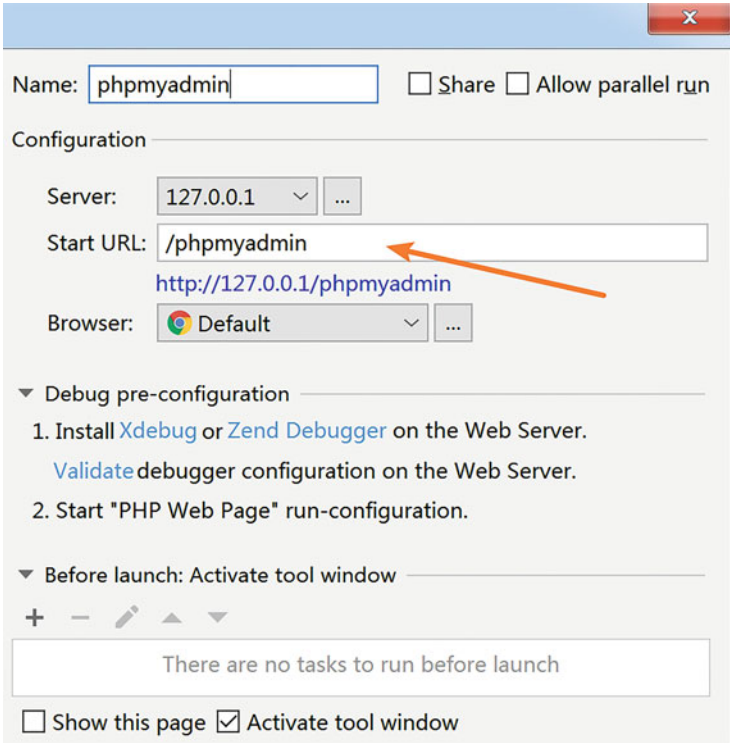 Name: phpmyadmin Share Allow parallel run
Configuration
Server: 127.0.0.1 ...
Start URL: /phpmyadmin
http://127.0.0.1/phpmyadmin
Browser: Default ...
Debug pre-configuration
1. Install Xdebug or Zend Debugger on the Web Server.
Validate debugger configuration on the Web Server.
2. Start "PHP Web Page" run-configuration.
Before launch: Activate tool window
There are no tasks to run before launch
Show this page Activate tool window